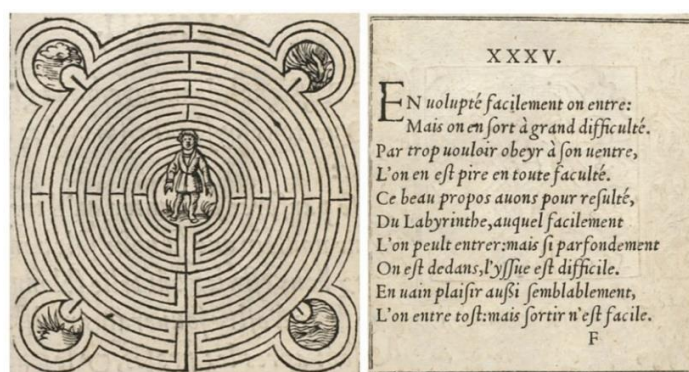 XXXV.
EN uolupté facilement on entre:
Mais on en ſort à grand difficulté.
Par trop uouloir obeyr à ſon uentre,
L'on en eſt pire en toute faculté.
Ce beau propos auons pour reſulté,
Du Labyrinthe, auquel facilement
L'on peult entrer: mais ſi parfondement
On eſt dedans, l'yſſue eſt difficile.
En uain plaiſir außi ſemblablement,
L'on entre toſt: mais ſortir n'eſt facile.
F